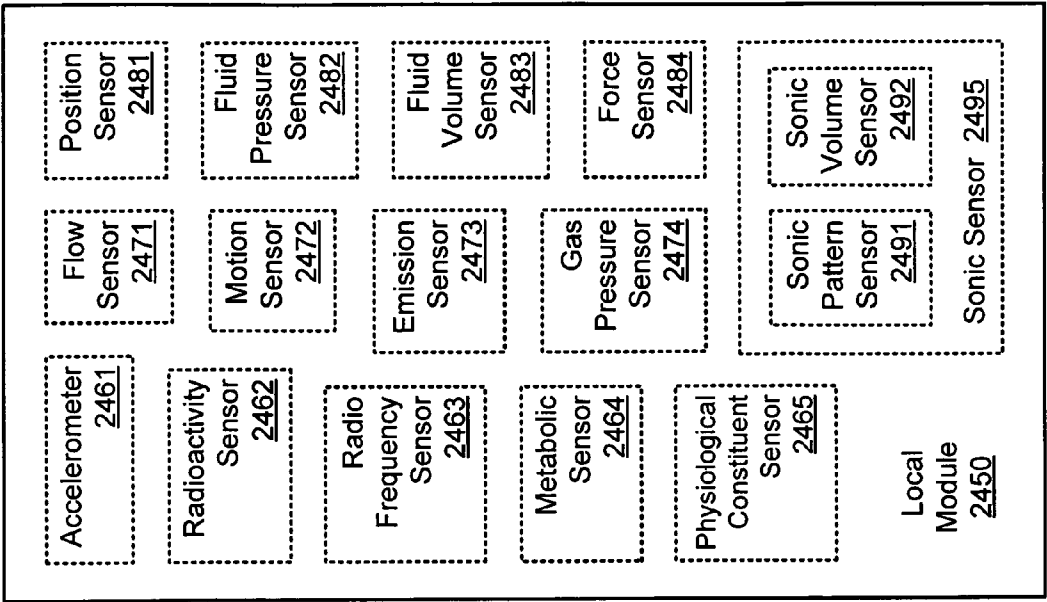 Accelerometer
2461
Radioactivity
Sensor
2462
Radio
Frequency
Sensor
2463
Metabolic
Sensor
2464
Physiological
Constituent
Sensor
2465
Local
Module
2450
Flow
Sensor
2471
Motion
Sensor
2472
Emission
Sensor
2473
Gas
Pressure
Sensor
2474
Sonic
Pattern
Sensor
2491
Sonic
Volume
Sensor
2492
Sonic Sensor 2495
Position
Sensor
2481
Fluid
Pressure
Sensor
2482
Fluid
Volume
Sensor
2483
Force
Sensor
2484